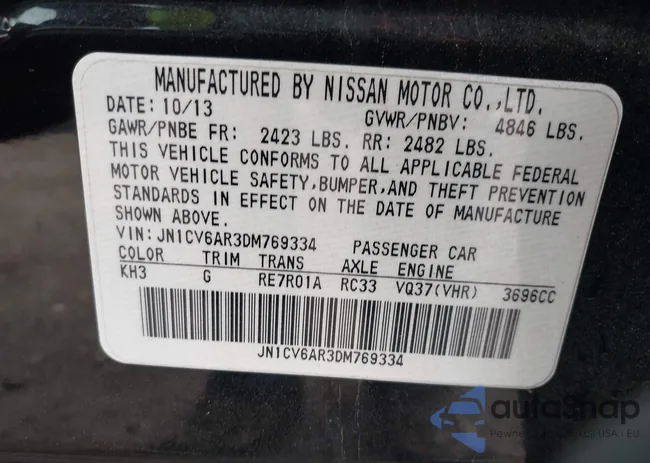 MANUFACTURED BY NISSAN MOTOR CO.,LTD.
DATE: 10/13 GVWR/PNBV: 4846 LBS.
GAWR/PNBE FR: 2423 LBS. RR: 2482 LBS.
THIS VEHICLE CONFORMS TO ALL APPLICABLE FEDERAL
MOTOR VEHICLE SAFETY,BUMPER,AND THEFT PREVENTION
STANDARDS IN EFFECT ON THE DATE OF MANUFACTURE
SHOWN ABOVE.
VIN:JN1CV6AR3DM769334 PASSENGER CAR
COLOR TRIM TRANS AXLE ENGINE
KH3 G RE7R01A RC33 VQ37(VHR) 3696CC
JN1CV6AR3DM769334
autoShap
USA - EU